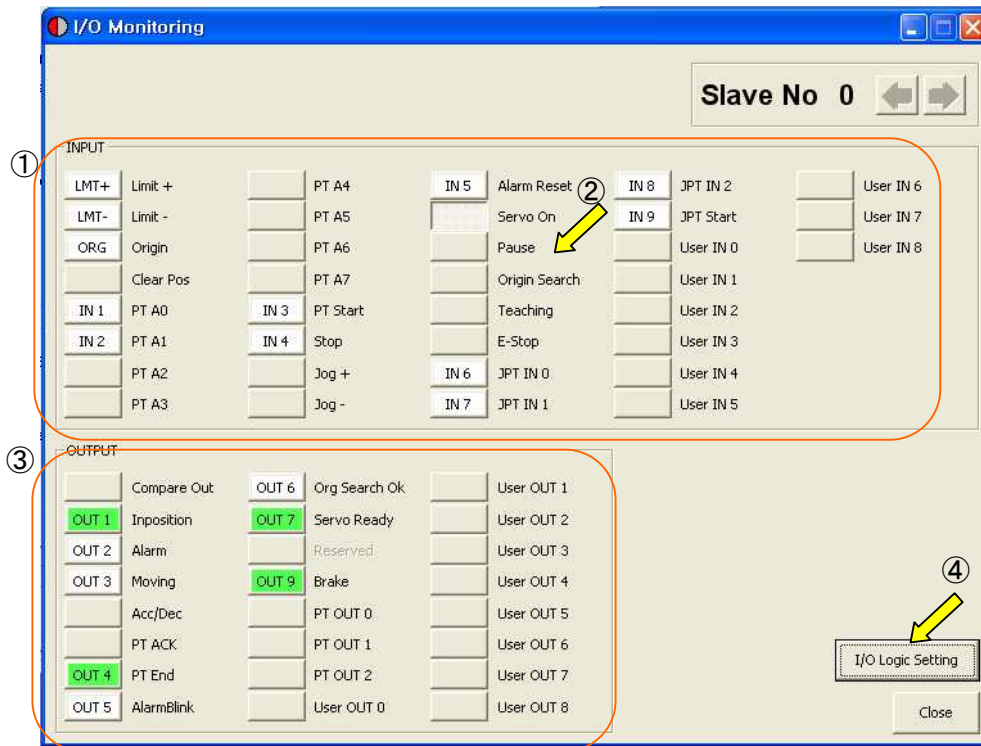 I/O Monitoring
Slave No 0
①
INPUT
②
LMT+ Limit + PT A4 IN 5 Alarm Reset IN 8 JPT IN 2 User IN 6
LMT- Limit - PT A5 Servo On IN 9 JPT Start User IN 7
ORG Origin PT A6 Pause User IN 0 User IN 8
Clear Pos PT A7 Origin Search User IN 1
IN 1 PT A0 IN 3 PT Start Teaching User IN 2
IN 2 PT A1 IN 4 Stop E-Stop User IN 3
PT A2 Jog + IN 6 JPT IN 0 User IN 4
PT A3 Jog - IN 7 JPT IN 1 User IN 5
③
OUTPUT
Compare Out OUT 6 Org Search Ok User OUT 1
OUT 1 Inposition OUT 7 Servo Ready User OUT 2
OUT 2 Alarm Reserved User OUT 3
OUT 3 Moving OUT 9 Brake User OUT 4
Acc/Dec PT OUT 0 User OUT 5
PT ACK PT OUT 1 User OUT 6
OUT 4 PT End PT OUT 2 User OUT 7
OUT 5 AlarmBlink User OUT 0 User OUT 8
④
I/O Logic Setting
Close